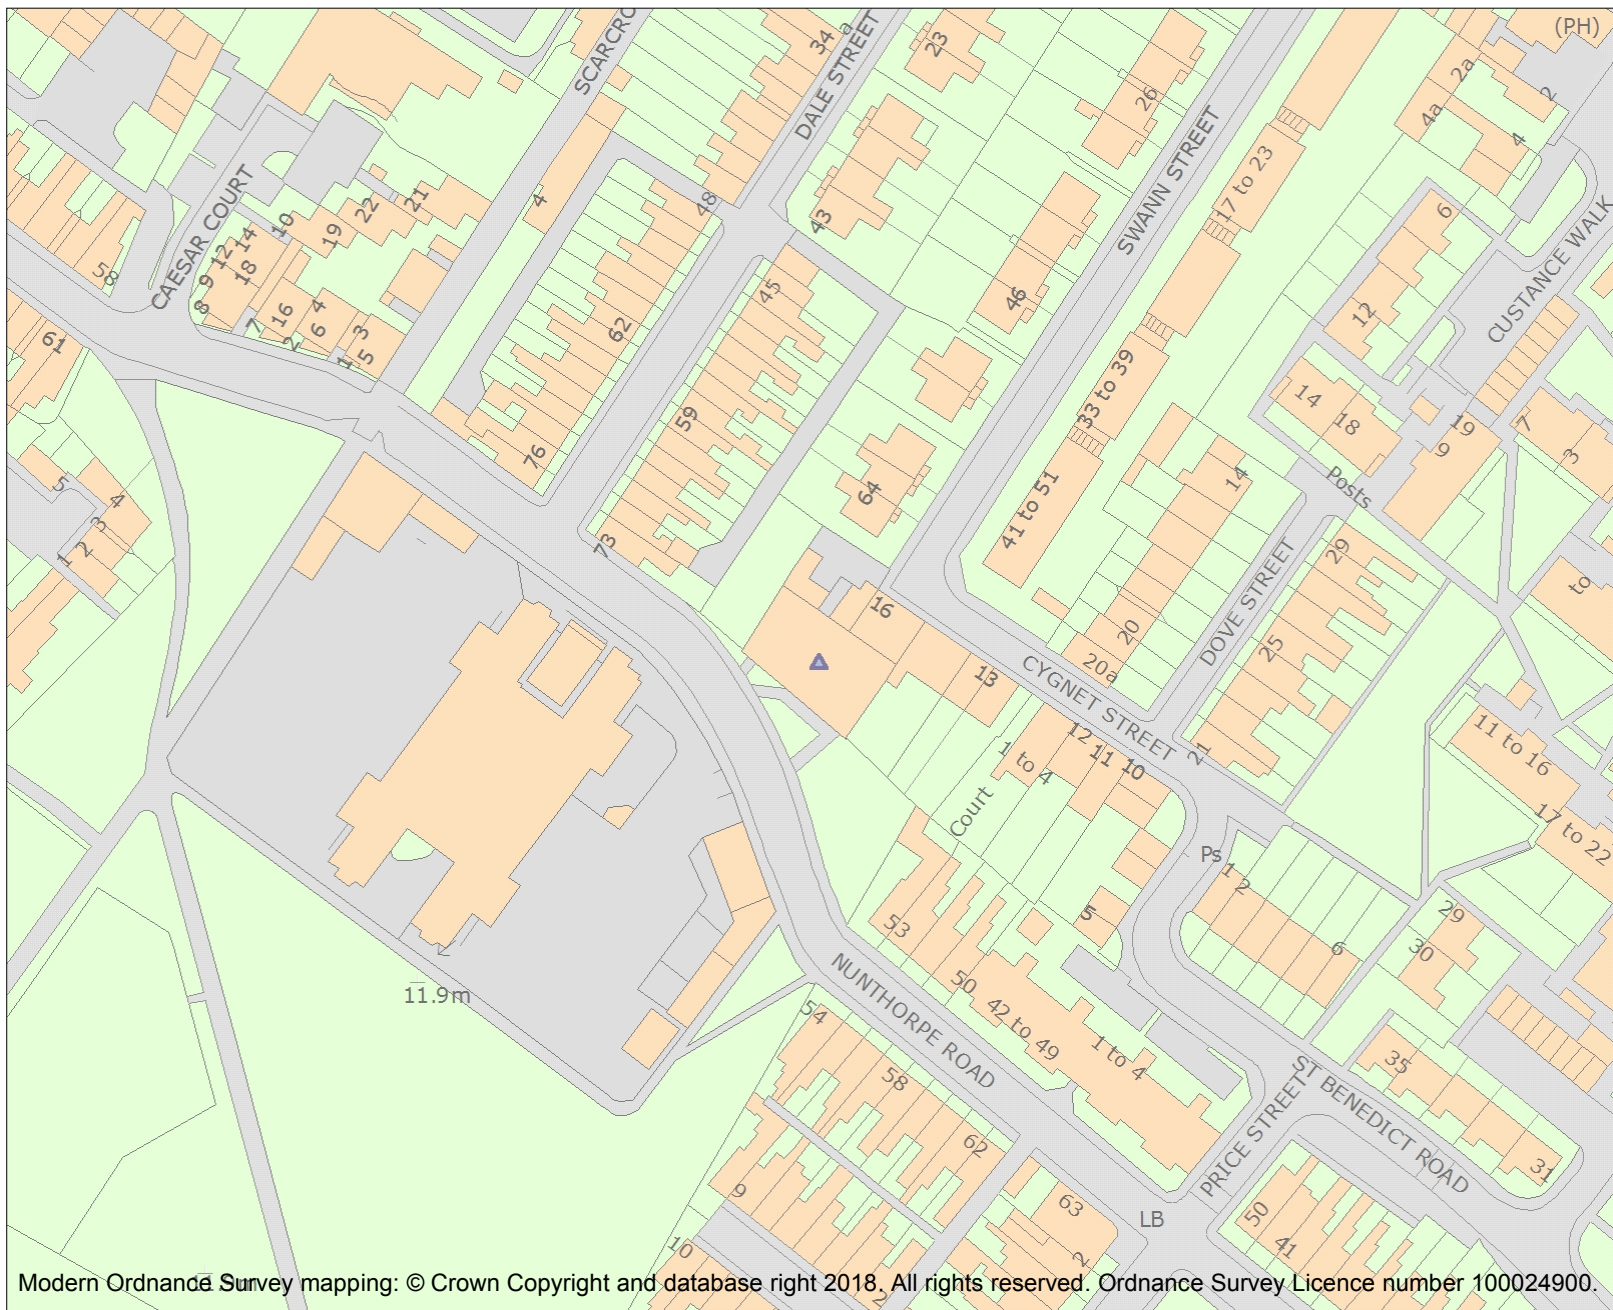 (PH)
SCARCRO
34
a
DALE STREET
23
26
SWANN STREET
2a
4a
2
4
17 to 23
6
CUSTANCE WALK
12
CAESAR COURT
58
8
9
12
14
18
10
19
22
21
7
16
2
4
6
1
3
5
4
48
43
45
46
62
61
59
76
73
64
33 to 39
41 to 51
14
18
19
9
7
3
Posts
14
5
4
3
2
1
16
13
CYGNET STREET
20
20a
DOVE STREET
29
25
21
to
11 to 16
17 to 22
12
11
10
1 to 4
Court
Ps
1
2
6
5
53
50
42 to 49
1 to 4
NUNTHORPE ROAD
29
30
35
31
ST BENEDICT ROAD
PRICE STREET
11.9m
54
58
62
9
10
63
2
2
LB
50
41
Modern Ordnance Survey mapping: © Crown Copyright and database right 2018. All rights reserved. Ordnance Survey Licence number 100024900.